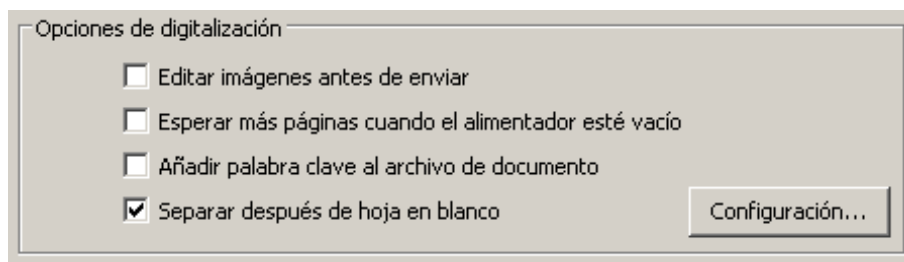 Opciones de digitalización
Editar imágenes antes de enviar
Esperar más páginas cuando el alimentador esté vacío
Añadir palabra clave al archivo de documento
Separar después de hoja en blanco
Configuración...